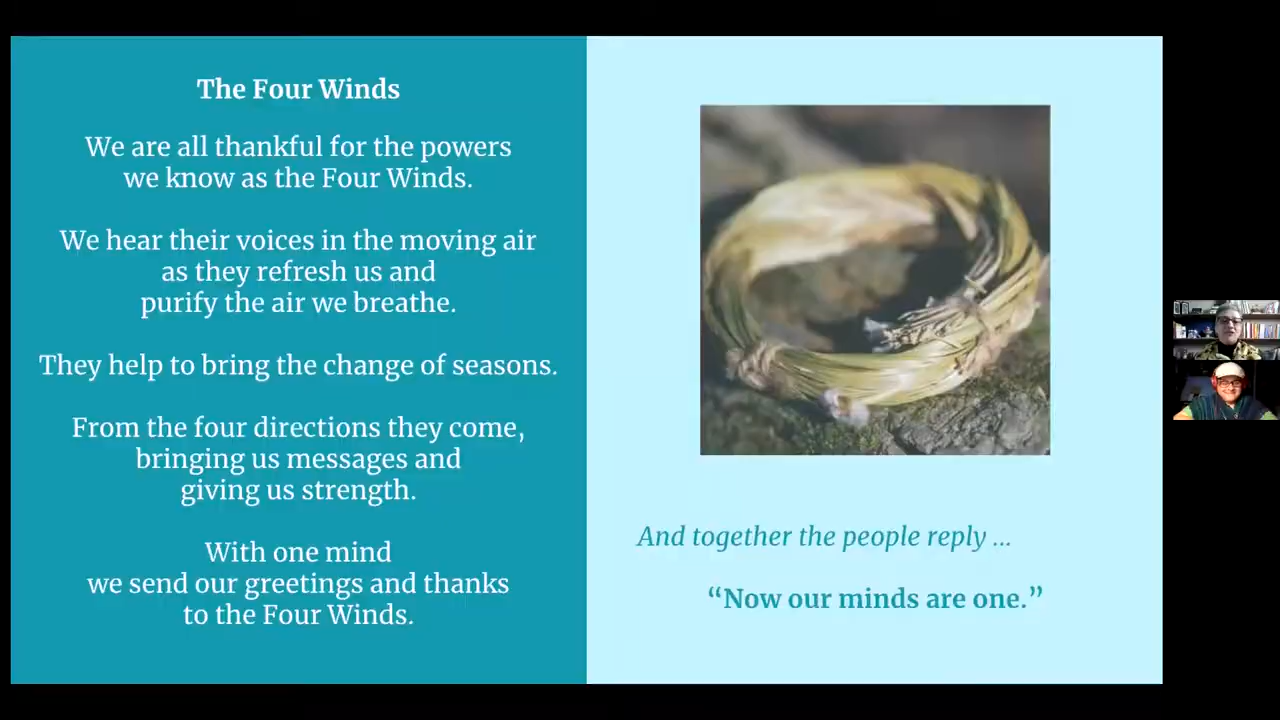 The Four Winds
We are all thankful for the powers
we know as the Four Winds.
We hear their voices in the moving air
as they refresh us and
purify the air we breathe.
They help to bring the change of seasons.
From the four directions they come,
bringing us messages and
giving us strength.
With one mind
we send our greetings and thanks
to the Four Winds.
And together the people reply ...
“Now our minds are one.”